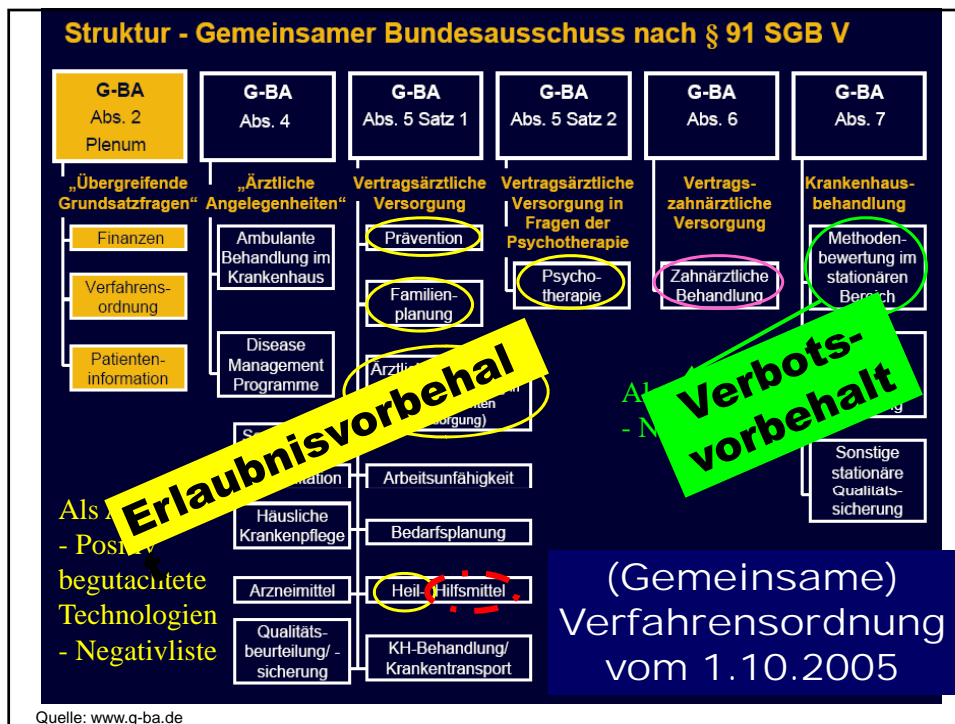 Struktur - Gemeinsamer Bundesausschuss nach § 91 SGB V
G-BA
Abs. 2
Plenum
G-BA
Abs. 4
G-BA
Abs. 5 Satz 1
G-BA
Abs. 5 Satz 2
G-BA
Abs. 6
G-BA
Abs. 7
„Übergreifende
Grundsatzfragen“
Finanzen
Verfahrens-
ordnung
Patienten-
information
„Ärztliche
Angelegenheiten“
Ambulante
Behandlung im
Krankenhaus
Disease
Management
Programme
Häusliche
Krankenpflege
Arzneimittel
Qualitäts-
beurteilung/ -
sicherung
Vertragsärztliche
Versorgung
Prävention
Familien-
planung
Arbeitsunfähigkeit
Bedarfsplanung
Heil- Hilfsmittel
KH-Behandlung/
Krankentransport
Vertragsärztliche
Versorgung in
Fragen der
Psychotherapie
Psycho-
therapie
Vertrags-
zahnärztliche
Versorgung
Zahnärztliche
Behandlung
Krankenhaus-
behandlung
Methoden-
bewertung im
stationären
Bereich
Sonstige
stationäre
Qualitäts-
sicherung
Erlaubnisvorbehal
Verbots-
vorbehalt
Als
- Positiv
begutachtete
Technologien
- Negativliste
(Gemeinsame)
Verfahrensordnung
vom 1.10.2005
Quelle: www.g-ba.de